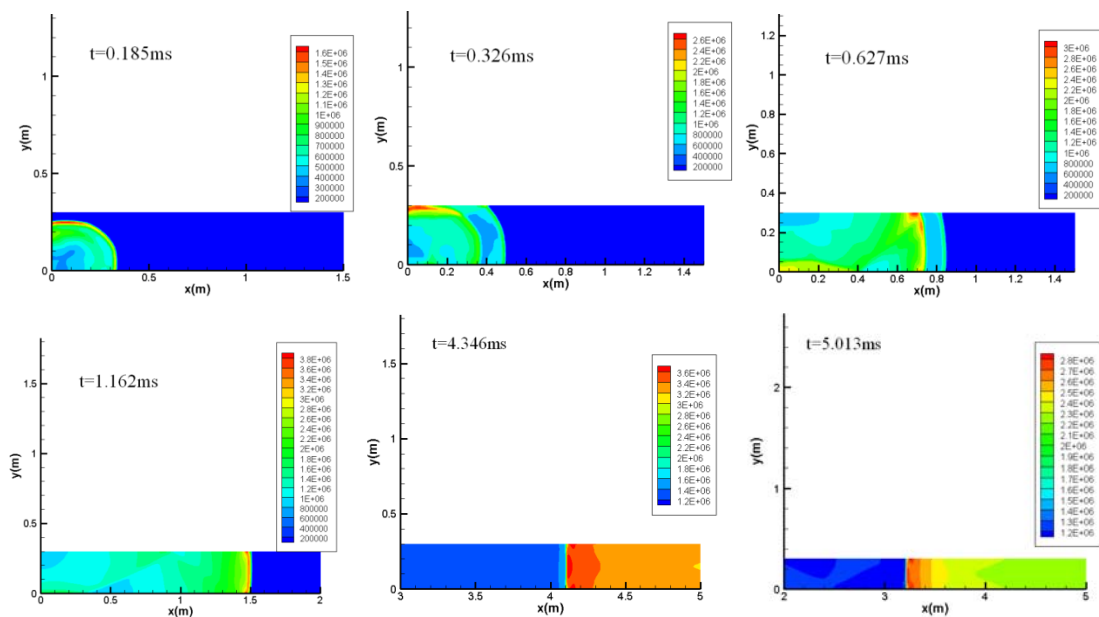 t=0.185ms
1.6E+06
1.5E+06
1.4E+06
1.3E+06
1.2E+06
1.1E+06
1E+06
900000
800000
700000
600000
500000
400000
300000
200000
y(m)
1
0.5
0
0
0.5
1
1.5
x(m)
t=0.326ms
2.6E+06
2.4E+06
2.2E+06
2E+06
1.8E+06
1.6E+06
1.4E+06
1.2E+06
1E+06
800000
600000
400000
200000
y(m)
1
0.5
0
0
0.2
0.4
0.6
0.8
1
1.2
1.4
x(m)
t=0.627ms
3E+06
2.8E+06
2.6E+06
2.4E+06
2.2E+06
2E+06
1.8E+06
1.6E+06
1.4E+06
1.2E+06
1E+06
800000
600000
400000
200000
y(m)
1.2
1
0.8
0.6
0.4
0.2
0
0
0.2
0.4
0.6
0.8
1
1.2
1.4
x(m)
t=1.162ms
3.8E+06
3.6E+06
3.4E+06
3.2E+06
3E+06
2.8E+06
2.6E+06
2.4E+06
2.2E+06
2E+06
1.8E+06
1.6E+06
1.4E+06
1.2E+06
1E+06
800000
600000
400000
200000
y(m)
1.5
1
0.5
0
0
0.5
1
1.5
2
x(m)
t=4.346ms
3.6E+06
3.4E+06
3.2E+06
3E+06
2.8E+06
2.6E+06
2.4E+06
2.2E+06
2E+06
1.8E+06
1.6E+06
1.4E+06
1.2E+06
y(m)
1.5
1
0.5
0
3
3.5
4
4.5
5
x(m)
t=5.013ms
2.8E+06
2.7E+06
2.6E+06
2.5E+06
2.4E+06
2.3E+06
2.2E+06
2.1E+06
2E+06
1.9E+06
1.8E+06
1.7E+06
1.6E+06
1.5E+06
1.4E+06
1.3E+06
1.2E+06
y(m)
2
1
0
2
3
4
5
x(m)